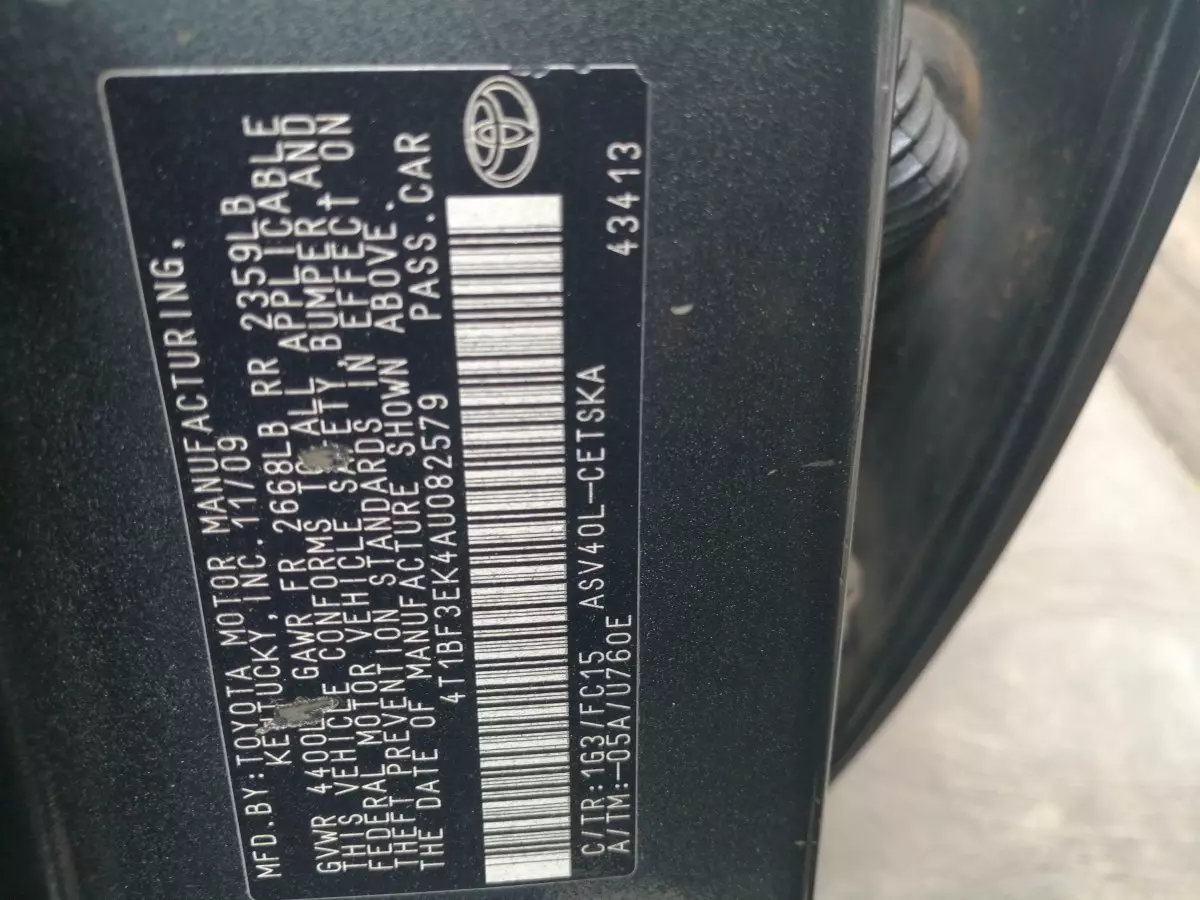 MFD.BY:TOYOTA MOTOR MANUFACTURING,
KENTUCKY, INC. 11/09
GVWR 4400LB GAWR FR 2668LB RR 2359LB
THIS VEHICLE CONFORMS TO ALL APPLICABLE
FEDERAL MOTOR VEHICLE SAFETY, BUMPER, AND
THEFT PREVENTION STANDARDS IN EFFECT ON
THE DATE OF MANUFACTURE SHOWN ABOVE.
4T1BF3EK4AU082579 PASS.CAR
C/TR:1G3/FC15 ASV40L-CETSKA
A/TM:-05A/U760E 43413